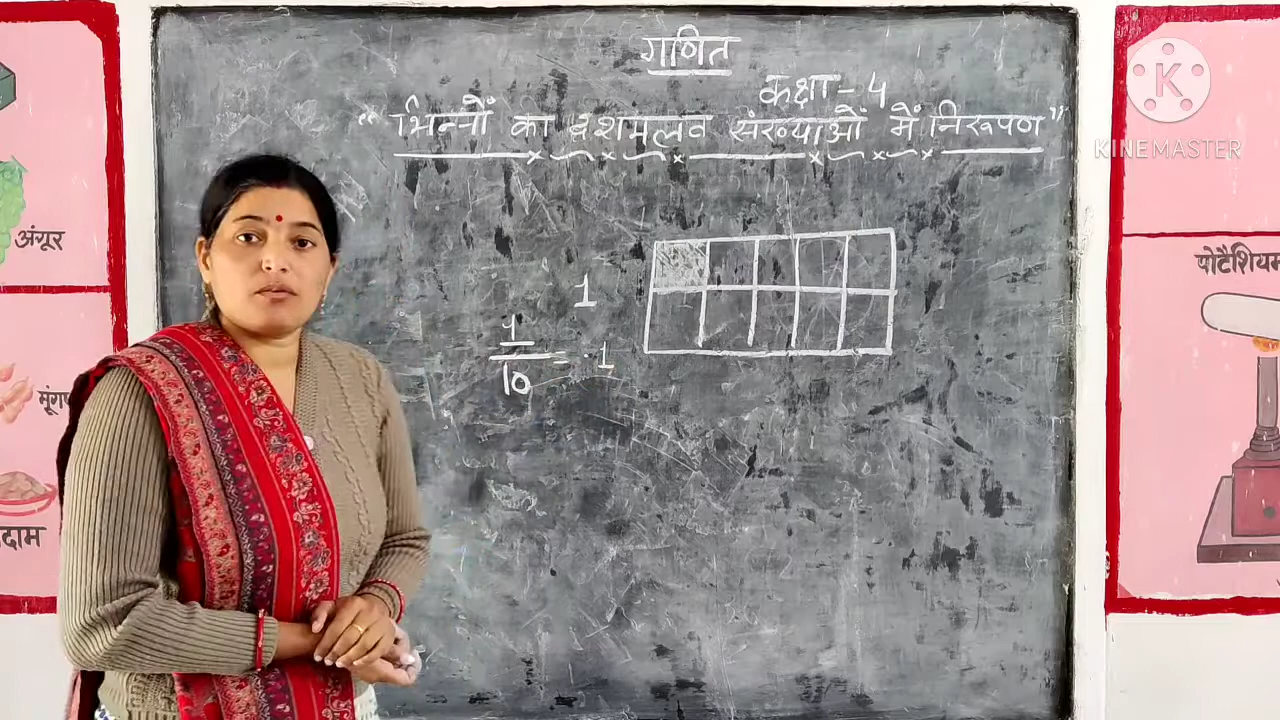 गणित
कक्षा - 4
" भिन्नों का दशमलव संख्याओं में निरूपण "
1
1
10
= .1
अंगूर
बादाम
पोटैशियम
KINEMASTER